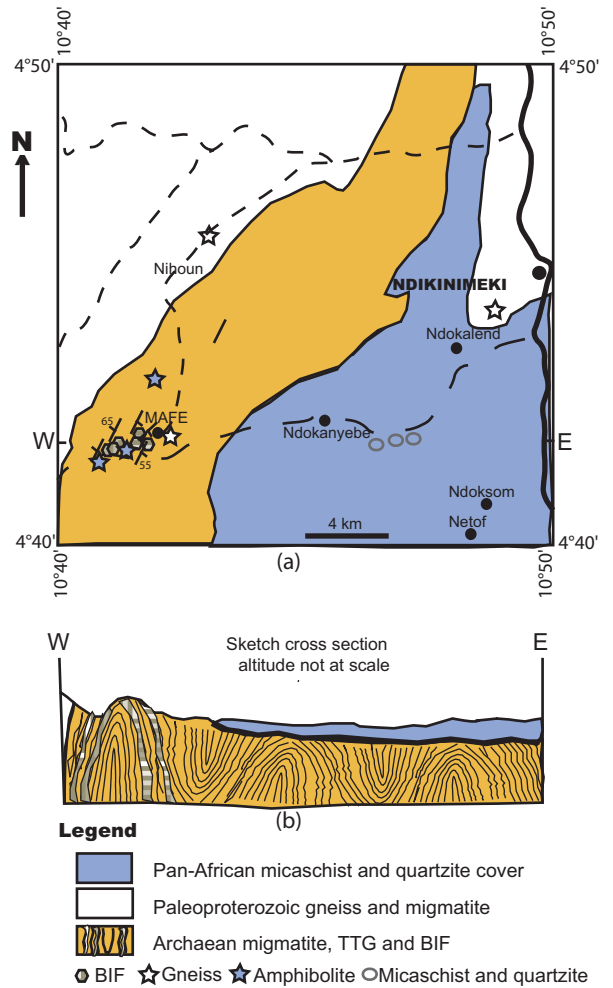 10°40'
10°50'
4°50'
4°50'
N
Nihoun
NDIKINIMEKI
Ndokalend
65
MAFE
W
E
Ndokanyebe
55
Ndoksom
4 km
Netof
4°40'
4°40'
(a)
10°40'
10°50'
W
E
Sketch cross section
altitude not at scale
(b)
Legend
Pan-African micaschist and quartzite cover
Paleoproterozoic gneiss and migmatite
Archaean migmatite, TTG and BIF
BIF Gneiss Amphibolite Micaschist and quartzite